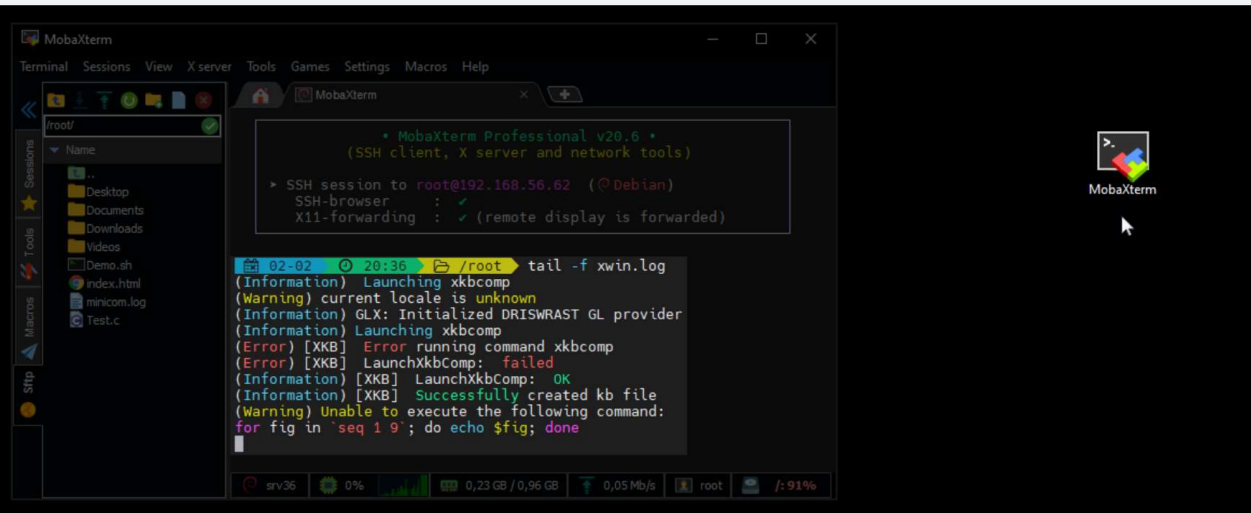 MobaXterm
Terminal Sessions View X server Tools Games Settings Macros Help
MobaXterm
/root/
Name
..
Desktop
Documents
Downloads
Videos
Demo.sh
index.html
minicom.log
Test.c
Sessions
Tools
Macros
Sftp
• MobaXterm Professional v20.6 •
(SSH client, X server and network tools)
➤ SSH session to root@192.168.56.62 (Debian)
SSH-browser : ✔
X11-forwarding : ✔ (remote display is forwarded)
02-02 20:36 /root tail -f xwin.log
(Information) Launching xkbcomp
(Warning) current locale is unknown
(Information) GLX: Initialized DRISWRAST GL provider
(Information) Launching xkbcomp
(Error) [XKB] Error running command xkbcomp
(Error) [XKB] LaunchXkbComp: failed
(Information) [XKB] LaunchXkbComp: OK
(Information) [XKB] Successfully created kb file
(Warning) Unable to execute the following command:
for fig in `seq 1 9`; do echo $fig; done
srv36 0% 0,23 GB / 0,96 GB 0,05 Mb/s root /: 91%
>.
MobaXterm